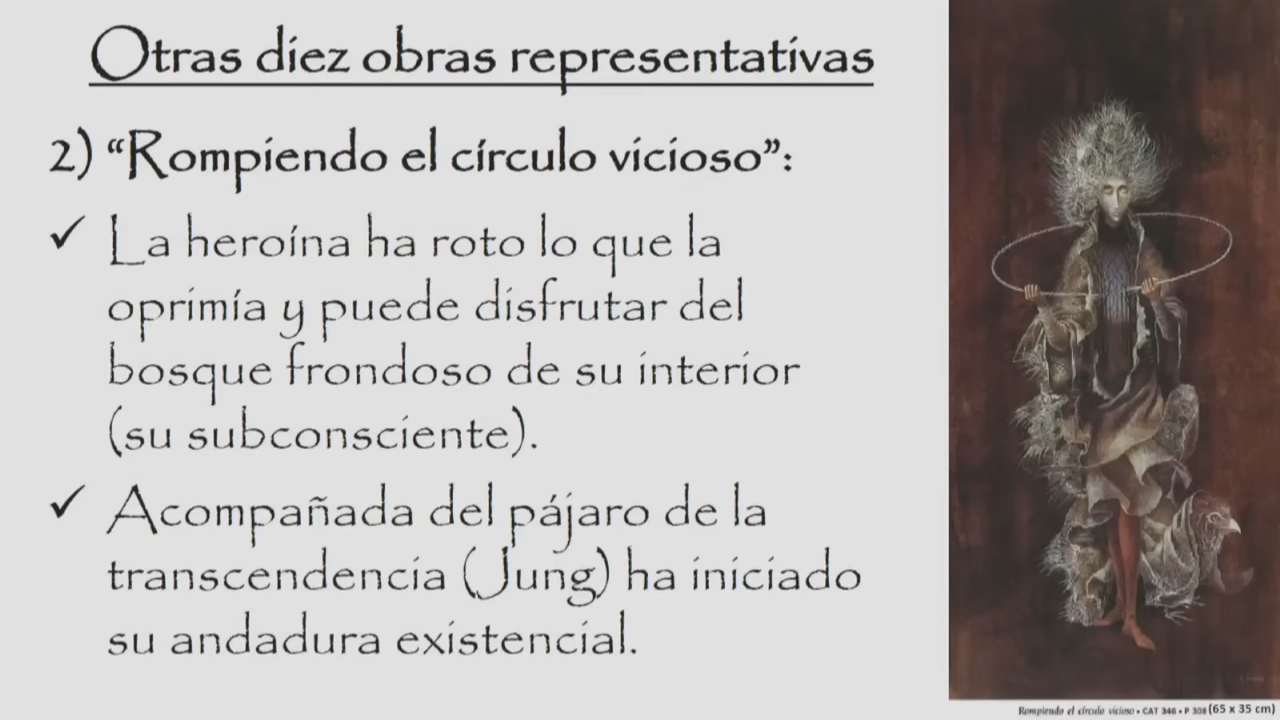 Otras diez obras representativas
2) “Rompiendo el círculo vicioso”:
✓ La heroína ha roto lo que la
oprimía y puede disfrutar del
bosque frondoso de su interior
(su subconsciente).
✓ Acompañada del pájaro de la
transcendencia (Jung) ha iniciado
su andadura existencial.
Rompiendo el círculo vicioso • CAT 346 • P 308 (65 x 35 cm)